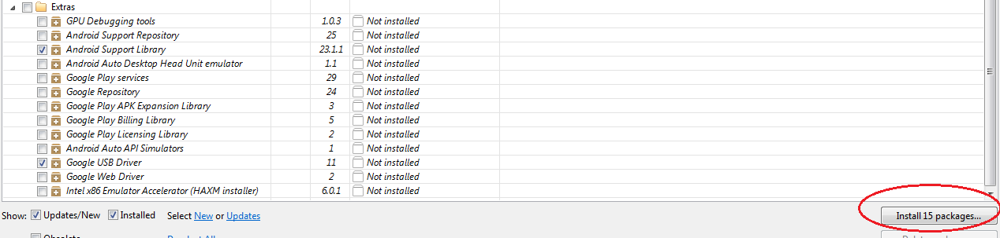 Extras
GPU Debugging tools 1.0.3 Not installed
Android Support Repository 25 Not installed
Android Support Library 23.1.1 Not installed
Android Auto Desktop Head Unit emulator 1.1 Not installed
Google Play services 29 Not installed
Google Repository 24 Not installed
Google Play APK Expansion Library 3 Not installed
Google Play Billing Library 5 Not installed
Google Play Licensing Library 2 Not installed
Android Auto API Simulators 1 Not installed
Google USB Driver 11 Not installed
Google Web Driver 2 Not installed
Intel x86 Emulator Accelerator (HAXM installer) 6.0.1 Not installed
Show: Updates/New Installed Select New or Updates Install 15 packages...